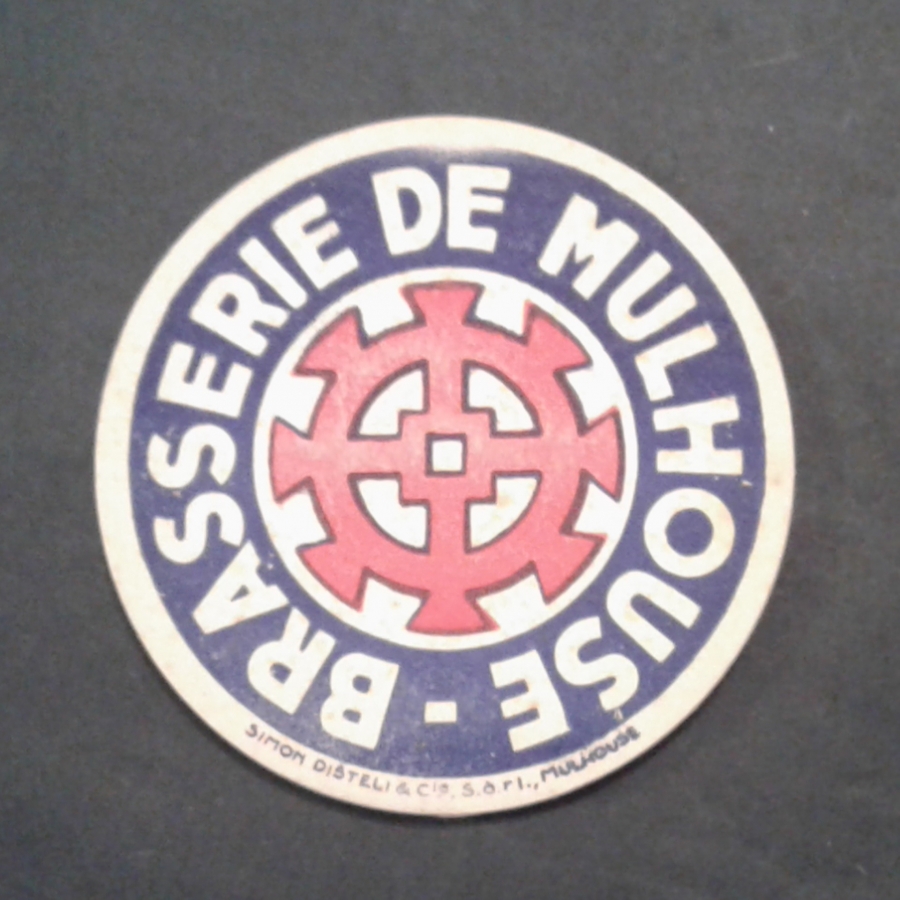 BRASSERIE DE MULHOUSE -
SIMON DISTELI & Cie, S.à.r.l., MULHOUSE